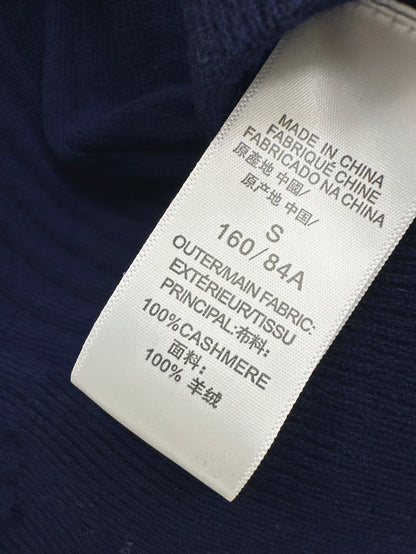 MADE IN CHINA
FABRIQUÉ CHINE
FABRICADO NA CHINA
原產地 中國/
原产地 中国/
S
160/84A
OUTER/MAIN FABRIC:
EXTÉRIEUR/TISSU
PRINCIPAL:布料:
100%CASHMERE
面料:
100% 羊绒